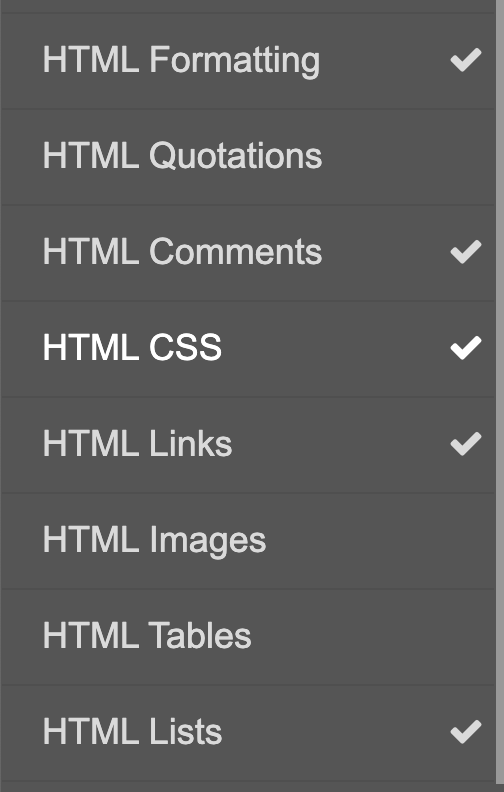 HTML Formatting
HTML Quotations
HTML Comments
HTML CSS
HTML Links
HTML Images
HTML Tables
HTML Lists